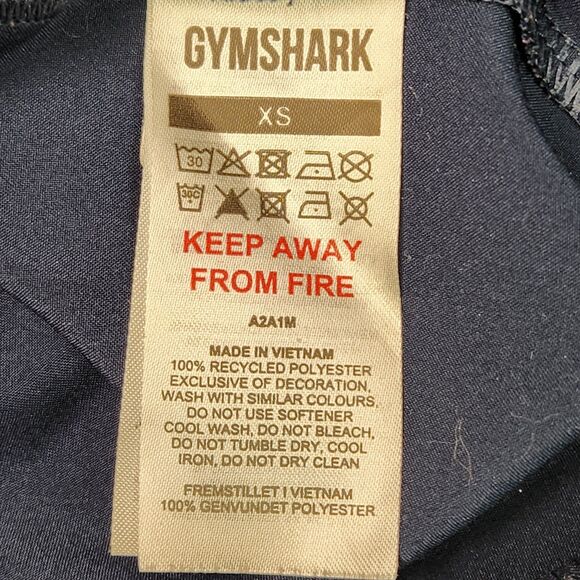 GYMSHARK
XS
30
30C
KEEP AWAY
FROM FIRE
A2A1M
MADE IN VIETNAM
100% RECYCLED POLYESTER
EXCLUSIVE OF DECORATION,
WASH WITH SIMILAR COLOURS,
DO NOT USE SOFTENER
COOL WASH, DO NOT BLEACH,
DO NOT TUMBLE DRY, COOL
IRON, DO NOT DRY CLEAN
FREMSTILLET I VIETNAM
100% GENVUNDET POLYESTER